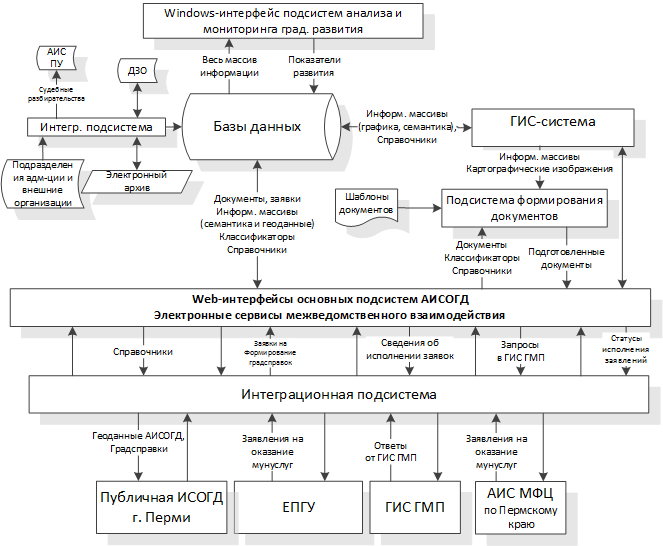 Windows-интерфейс подсистем анализа и
мониторинга град. развития
АИС
ПУ
ДЗО
Весь массив
информации
Показатели
развития
Судебные
разбирательства
Интегр. подсистема
Базы данных
Информ. массивы
(графика, семантика),
Справочники
ГИС-система
Подразделен
ия адм-ции и
внешние
организации
Электронный
архив
Информ. массивы
Картографические изображения
Документы, заявки
Информ. массивы
(семантика и геоданные)
Классификаторы
Справочники
Шаблоны
документов
Подсистема формирования
документов
Документы
Классификаторы
Справочники
Подготовленные
документы
Web-интерфейсы основных подсистем АИСОГД
Электронные сервисы межведомственного взаимодействия
Справочники
Заявки на
Формирование
градсправок
Сведения об
исполнении заявок
Запросы
в ГИС ГМП
Статусы
исполнения
заявлений
Интеграционная подсистема
Геоданные АИСОГД,
Градсправки
Заявления на
оказание
мунуслуг
Ответы
от ГИС ГМП
Заявления на
оказание
мунуслуг
Публичная ИСОГД
г. Перми
ЕПГУ
ГИС ГМП
АИС МФЦ
по Пермскому
краю